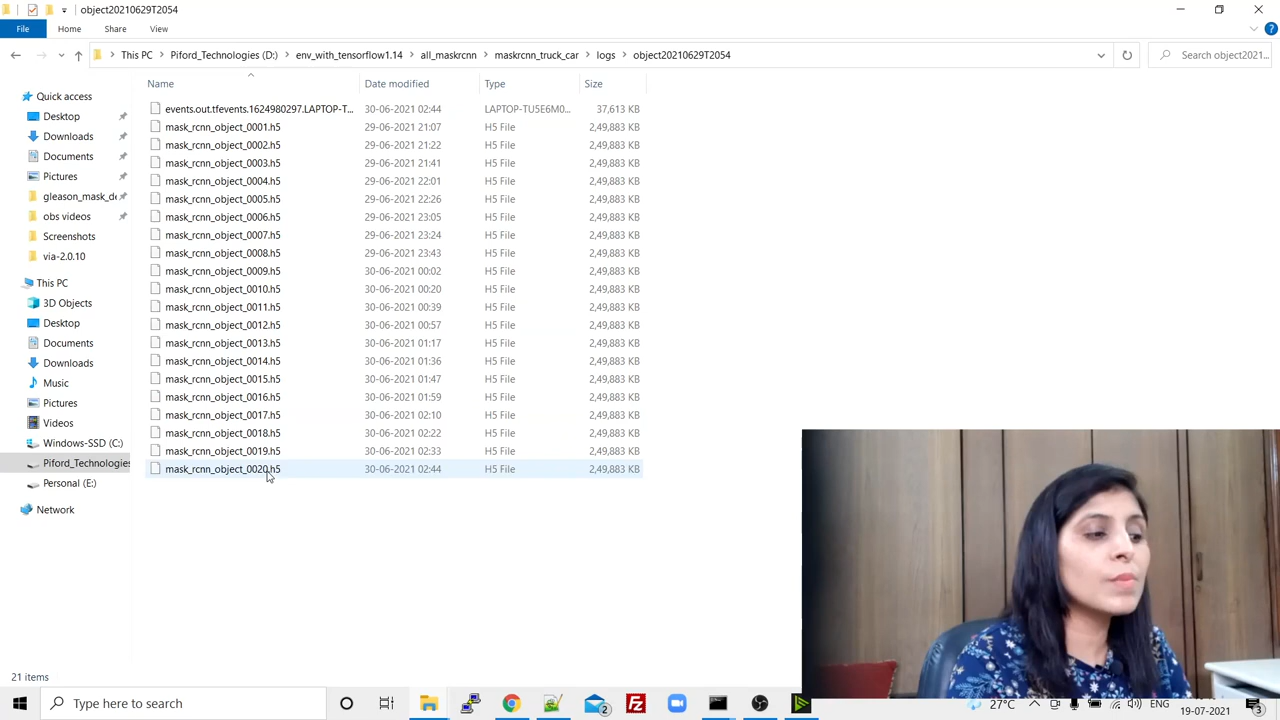 object20210629T2054
File
Home
Share
View
This PC
Piford_Technologies (D:)
env_with_tensorflow1.14
all_maskrcnn
maskrcnn_truck_car
logs
object20210629T2054
Search object2021...
Name
Date modified
Type
Size
events.out.tfevents.1624980297.LAPTOP-T... 30-06-2021 02:44 LAPTOP-TU5E6M0... 37,613 KB
mask_rcnn_object_0001.h5 29-06-2021 21:07 H5 File 2,49,883 KB
mask_rcnn_object_0002.h5 29-06-2021 21:22 H5 File 2,49,883 KB
mask_rcnn_object_0003.h5 29-06-2021 21:41 H5 File 2,49,883 KB
mask_rcnn_object_0004.h5 29-06-2021 22:01 H5 File 2,49,883 KB
mask_rcnn_object_0005.h5 29-06-2021 22:26 H5 File 2,49,883 KB
mask_rcnn_object_0006.h5 29-06-2021 23:05 H5 File 2,49,883 KB
mask_rcnn_object_0007.h5 29-06-2021 23:24 H5 File 2,49,883 KB
mask_rcnn_object_0008.h5 29-06-2021 23:43 H5 File 2,49,883 KB
mask_rcnn_object_0009.h5 30-06-2021 00:02 H5 File 2,49,883 KB
mask_rcnn_object_0010.h5 30-06-2021 00:20 H5 File 2,49,883 KB
mask_rcnn_object_0011.h5 30-06-2021 00:39 H5 File 2,49,883 KB
mask_rcnn_object_0012.h5 30-06-2021 00:57 H5 File 2,49,883 KB
mask_rcnn_object_0013.h5 30-06-2021 01:17 H5 File 2,49,883 KB
mask_rcnn_object_0014.h5 30-06-2021 01:36 H5 File 2,49,883 KB
mask_rcnn_object_0015.h5 30-06-2021 01:47 H5 File 2,49,883 KB
mask_rcnn_object_0016.h5 30-06-2021 01:59 H5 File 2,49,883 KB
mask_rcnn_object_0017.h5 30-06-2021 02:10 H5 File 2,49,883 KB
mask_rcnn_object_0018.h5 30-06-2021 02:22 H5 File 2,49,883 KB
mask_rcnn_object_0019.h5 30-06-2021 02:33 H5 File 2,49,883 KB
mask_rcnn_object_0020.h5 30-06-2021 02:44 H5 File 2,49,883 KB
Quick access
Desktop
Downloads
Documents
Pictures
gleason_mask_de
obs videos
Screenshots
via-2.0.10
This PC
3D Objects
Desktop
Documents
Downloads
Music
Pictures
Videos
Windows-SSD (C:)
Piford_Technologies
Personal (E:)
Network
21 items
Type here to search
2
27°C
ENG
19-07-2021
3